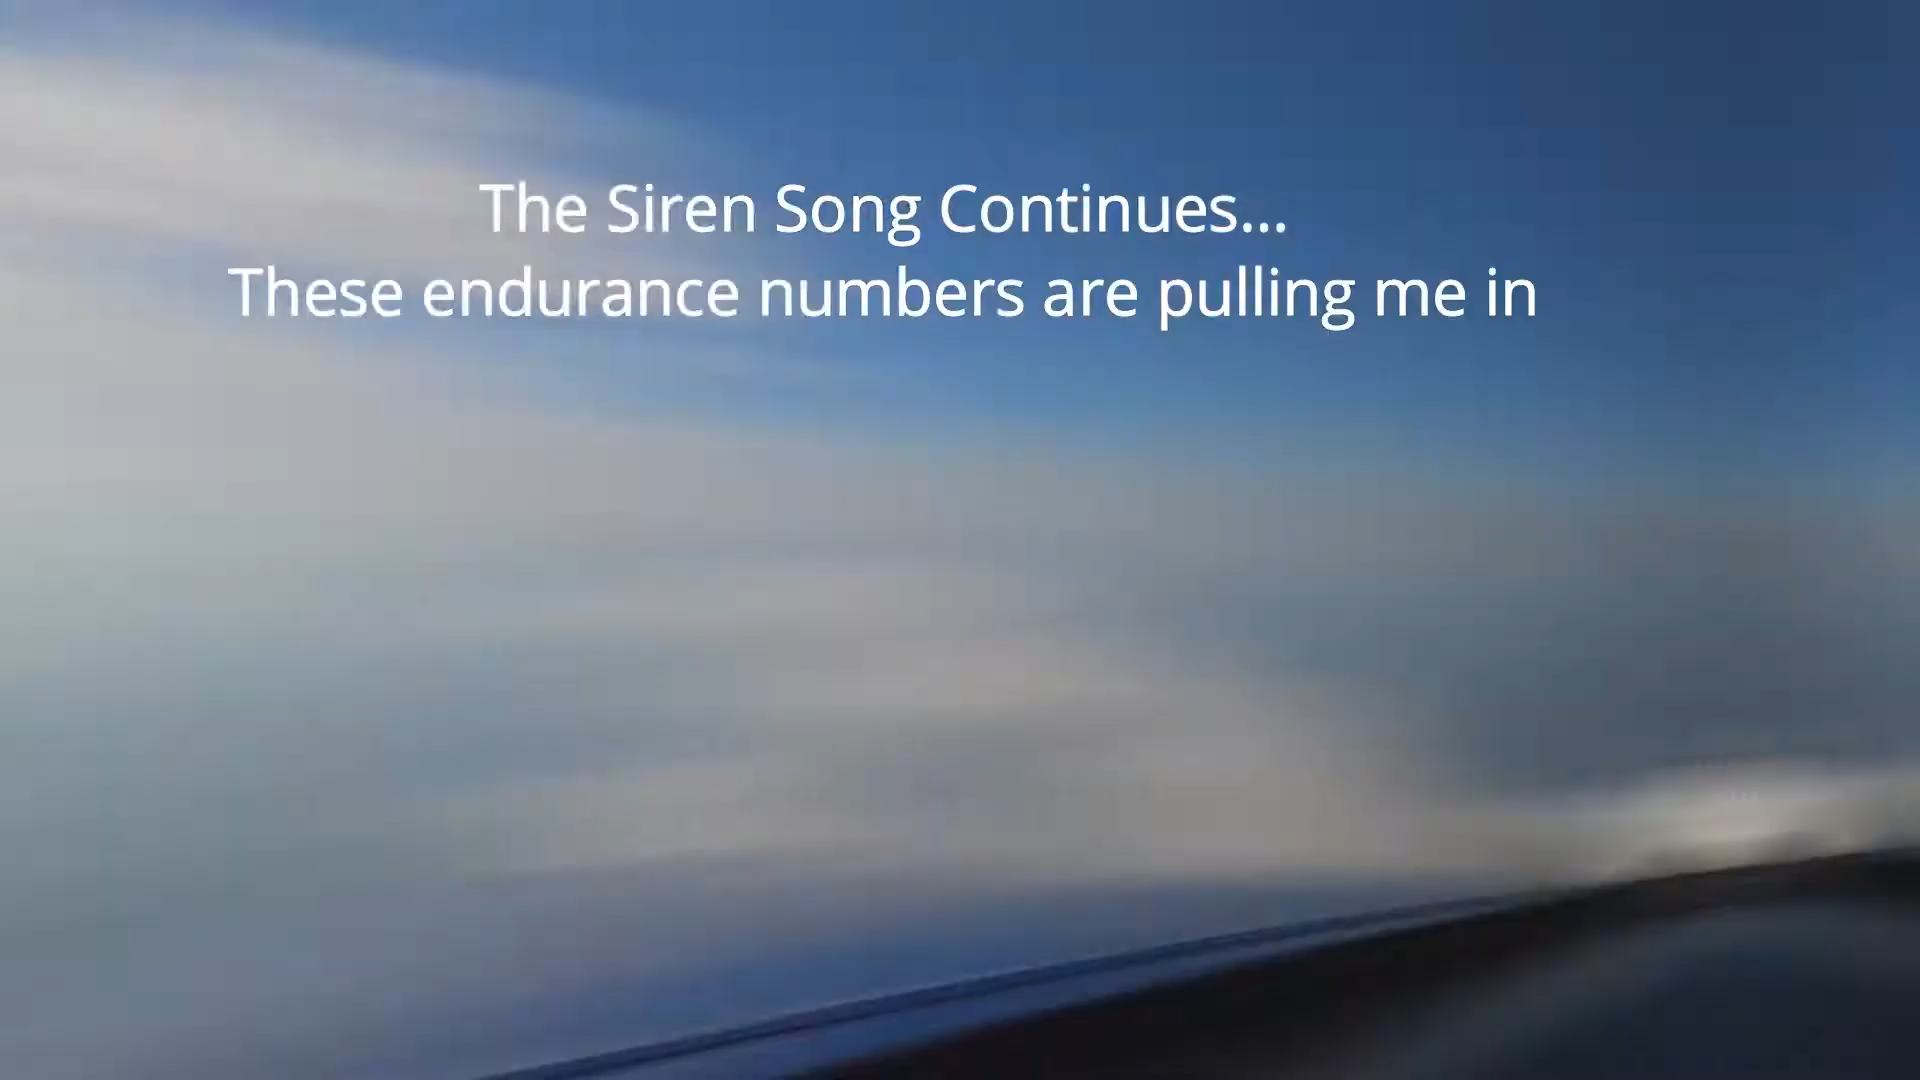 The Siren Song Continues...
These endurance numbers are pulling me in